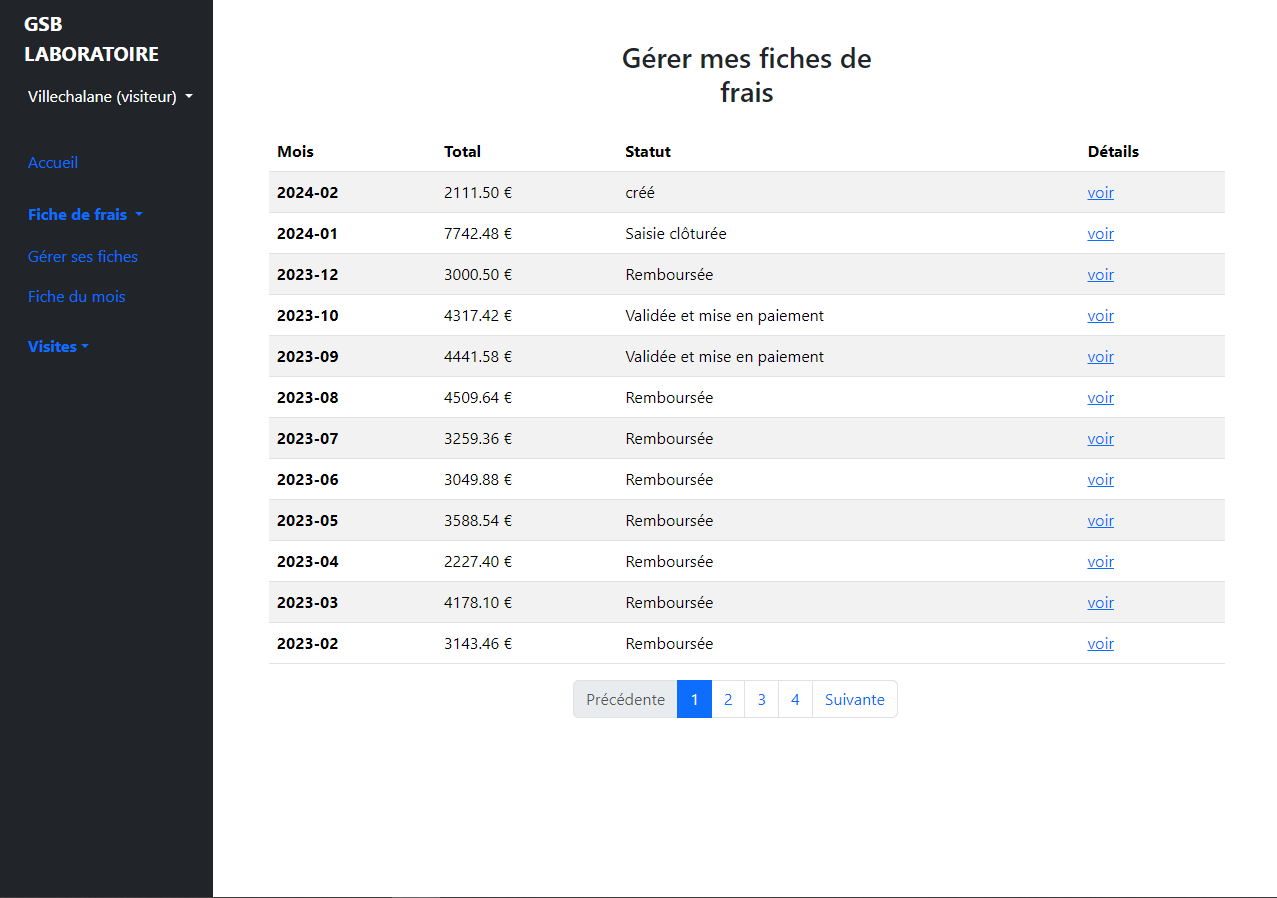 GSB
LABORATOIRE
Villechalane (visiteur)
Accueil
Fiche de frais
Gérer ses fiches
Fiche du mois
Visites
Gérer mes fiches de
frais
Mois Total Statut Détails
2024-02 2111.50 € créé voir
2024-01 7742.48 € Saisie clôturée voir
2023-12 3000.50 € Remboursée voir
2023-10 4317.42 € Validée et mise en paiement voir
2023-09 4441.58 € Validée et mise en paiement voir
2023-08 4509.64 € Remboursée voir
2023-07 3259.36 € Remboursée voir
2023-06 3049.88 € Remboursée voir
2023-05 3588.54 € Remboursée voir
2023-04 2227.40 € Remboursée voir
2023-03 4178.10 € Remboursée voir
2023-02 3143.46 € Remboursée voir
Précédente 1 2 3 4 Suivante